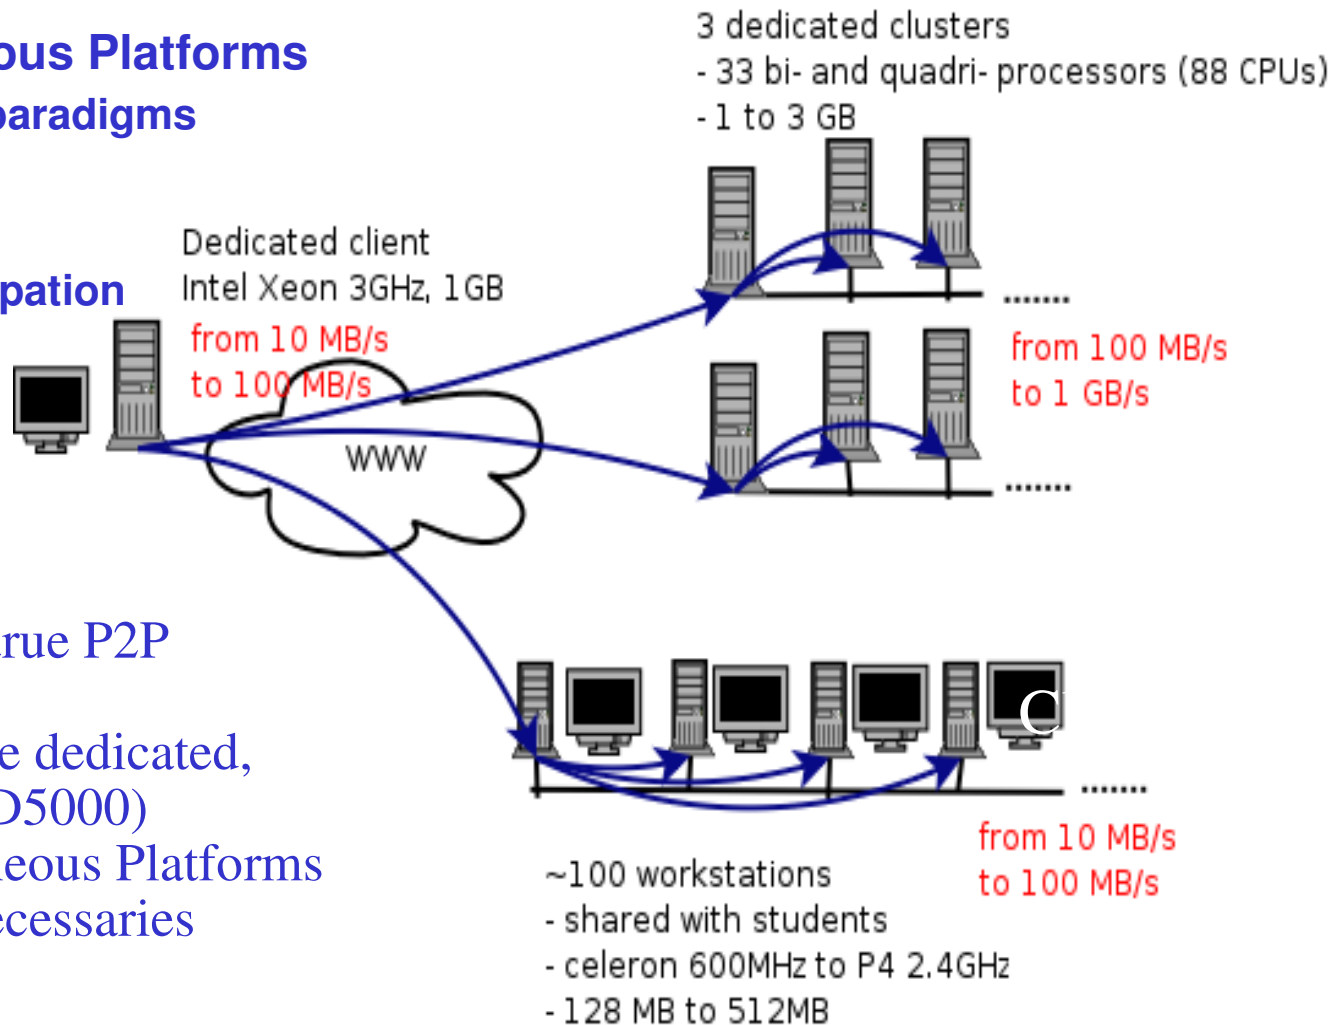 ous Platforms
paradigms
pation
3 dedicated clusters
- 33 bi- and quadri- processors (88 CPUs)
- 1 to 3 GB
Dedicated client
Intel Xeon 3GHz, 1GB
from 10 MB/s
to 100 MB/s
WWW
.......
from 100 MB/s
to 1 GB/s
.......
rue P2P
e dedicated,
D5000)
eous Platforms
ecessaries
C
.......
from 10 MB/s
to 100 MB/s
~100 workstations
- shared with students
- celeron 600MHz to P4 2.4GHz
- 128 MB to 512MB